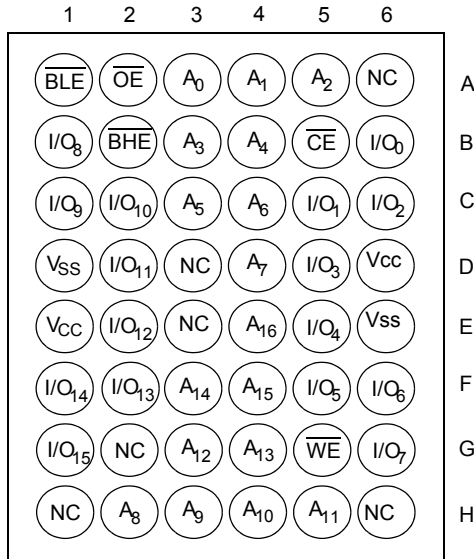 1 2 3 4 5 6
BLE OE A0 A1 A2 NC A
I/O8 BHE A3 A4 CE I/O0 B
I/O9 I/O10 A5 A6 I/O1 I/O2 C
VSS I/O11 NC A7 I/O3 Vcc D
VCC I/O12 NC A16 I/O4 Vss E
I/O14 I/O13 A14 A15 I/O5 I/O6 F
I/O15 NC A12 A13 WE I/O7 G
NC A8 A9 A10 A11 NC H